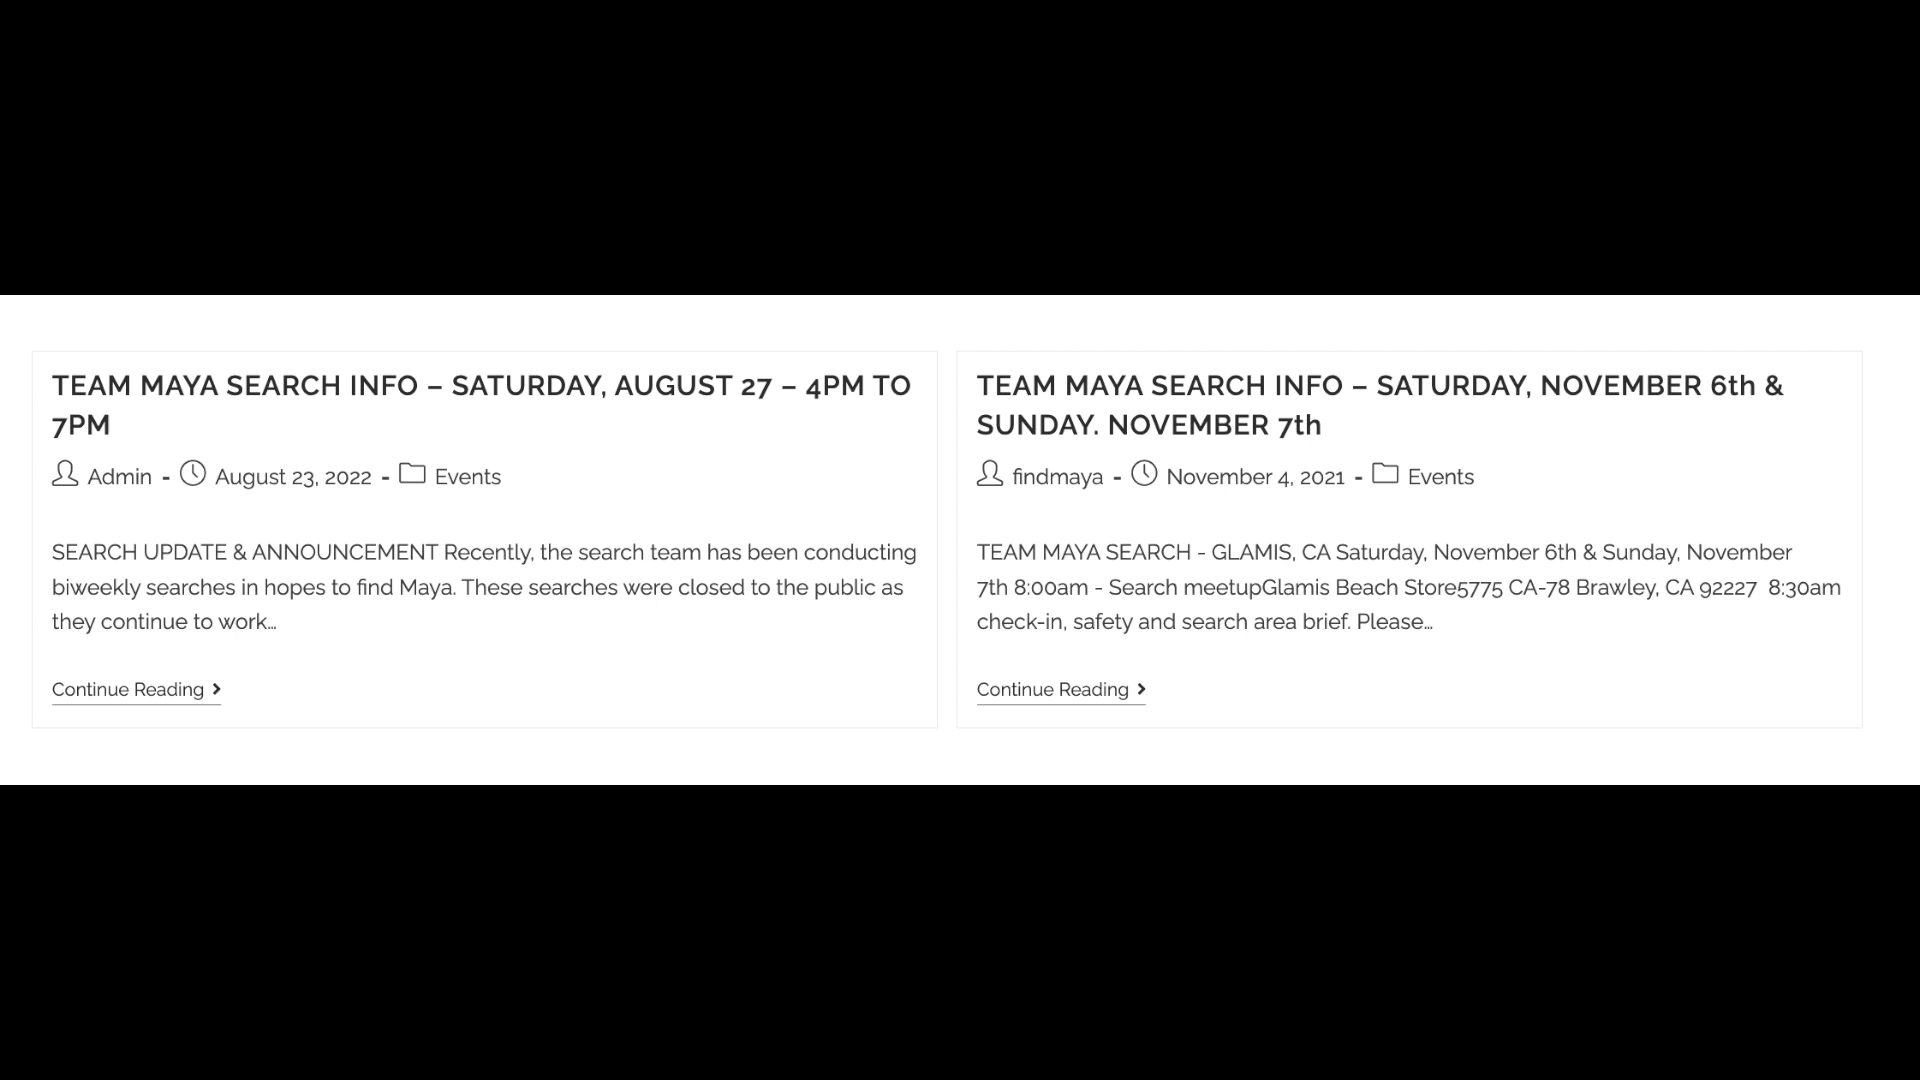 TEAM MAYA SEARCH INFO – SATURDAY, AUGUST 27 – 4PM TO
7PM
Admin - August 23, 2022 - Events
SEARCH UPDATE & ANNOUNCEMENT Recently, the search team has been conducting
biweekly searches in hopes to find Maya. These searches were closed to the public as
they continue to work…
Continue Reading >
TEAM MAYA SEARCH INFO – SATURDAY, NOVEMBER 6th &
SUNDAY. NOVEMBER 7th
findmaya - November 4, 2021 - Events
TEAM MAYA SEARCH - GLAMIS, CA Saturday, November 6th & Sunday, November
7th 8:00am - Search meetupGlamis Beach Store5775 CA-78 Brawley, CA 92227  8:30am
check-in, safety and search area brief. Please…
Continue Reading >